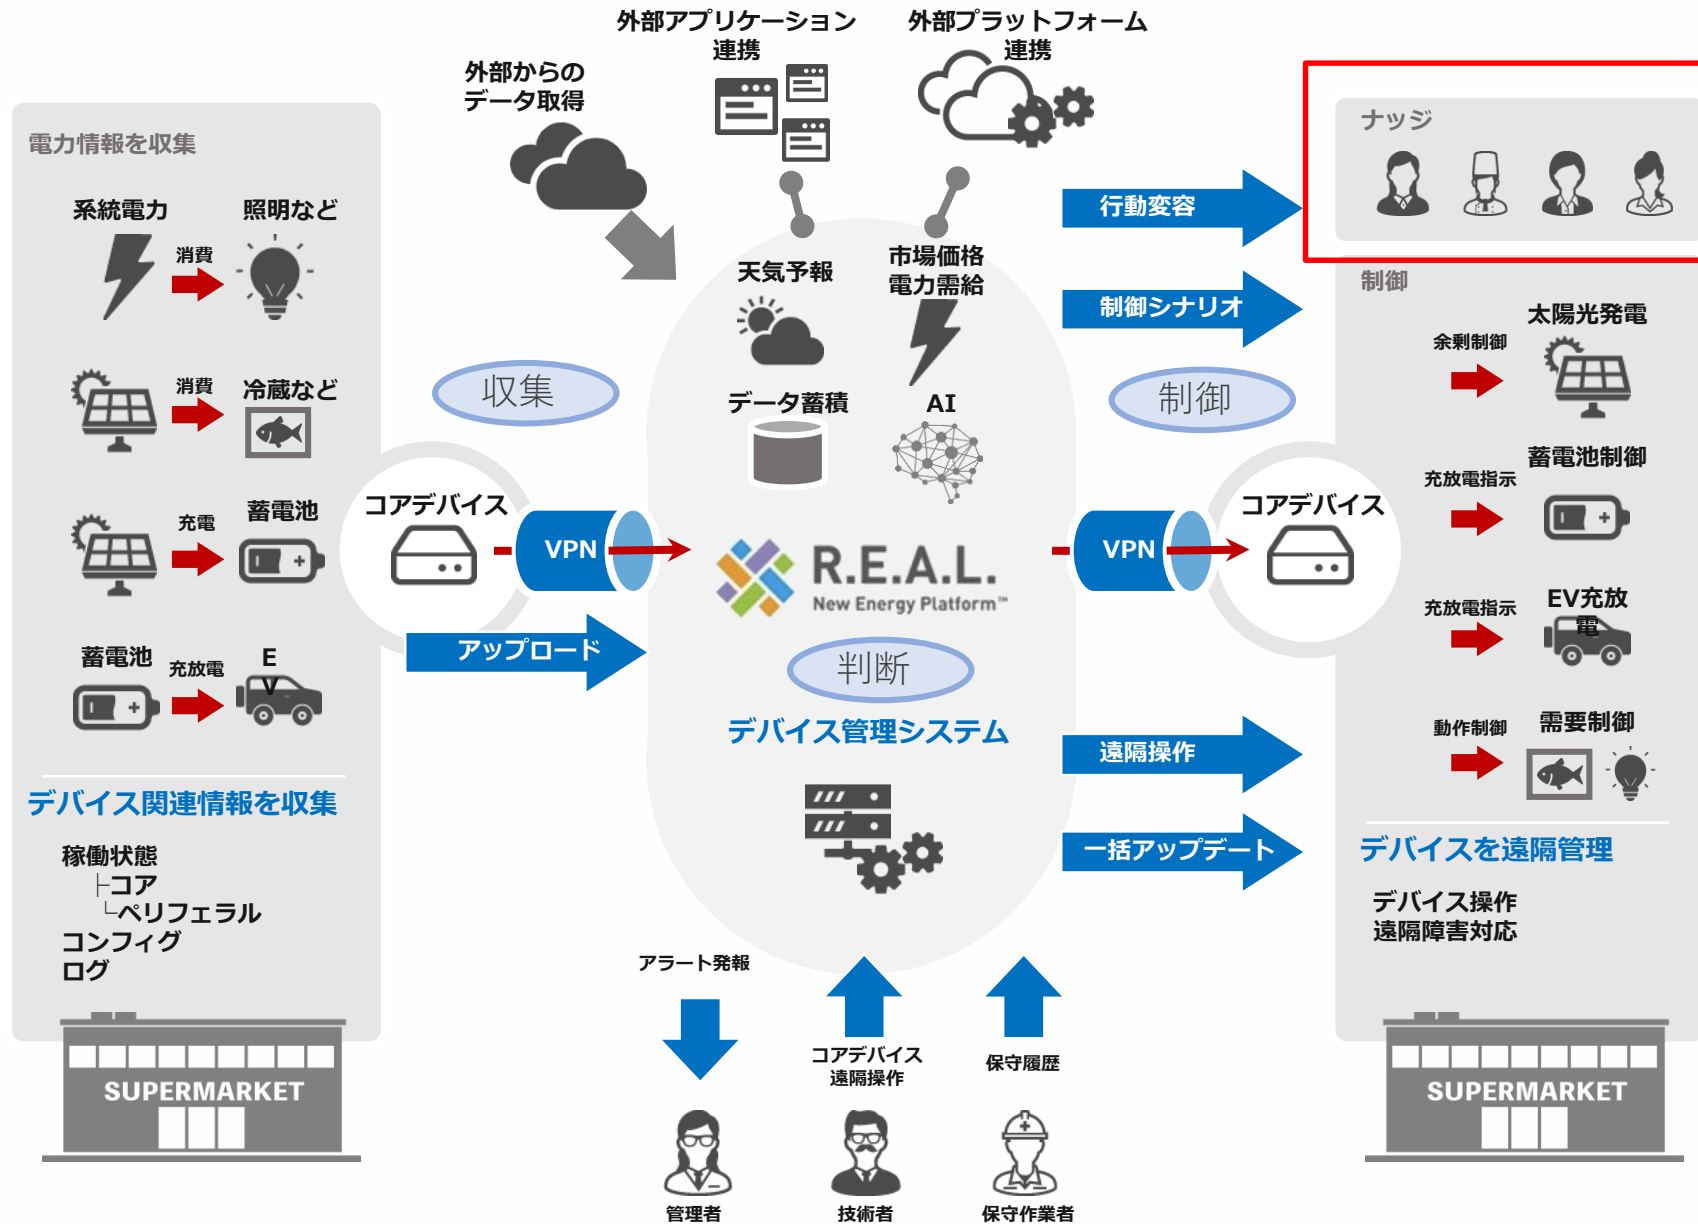 外部アプリケーション
連携
外部プラットフォーム
連携
外部からの
データ取得
電力情報を収集
系統電力
消費
照明など
消費
冷蔵など
充電
蓄電池
蓄電池
充放電
E
V
デバイス関連情報を収集
稼働状態
├コア
└ペリフェラル
コンフィグ
ログ
SUPERMARKET
収集
コアデバイス
VPN
アップロード
天気予報
市場価格
電力需給
データ蓄積
AI
R.E.A.L.
New Energy Platform™
判断
デバイス管理システム
アラート発報
コアデバイス
遠隔操作
保守履歴
管理者
技術者
保守作業者
行動変容
制御シナリオ
制御
VPN
コアデバイス
遠隔操作
一括アップデート
ナッジ
制御
余剰制御
太陽光発電
充放電指示
蓄電池制御
充放電指示
EV充放
電
動作制御
需要制御
デバイスを遠隔管理
デバイス操作
遠隔障害対応
SUPERMARKET